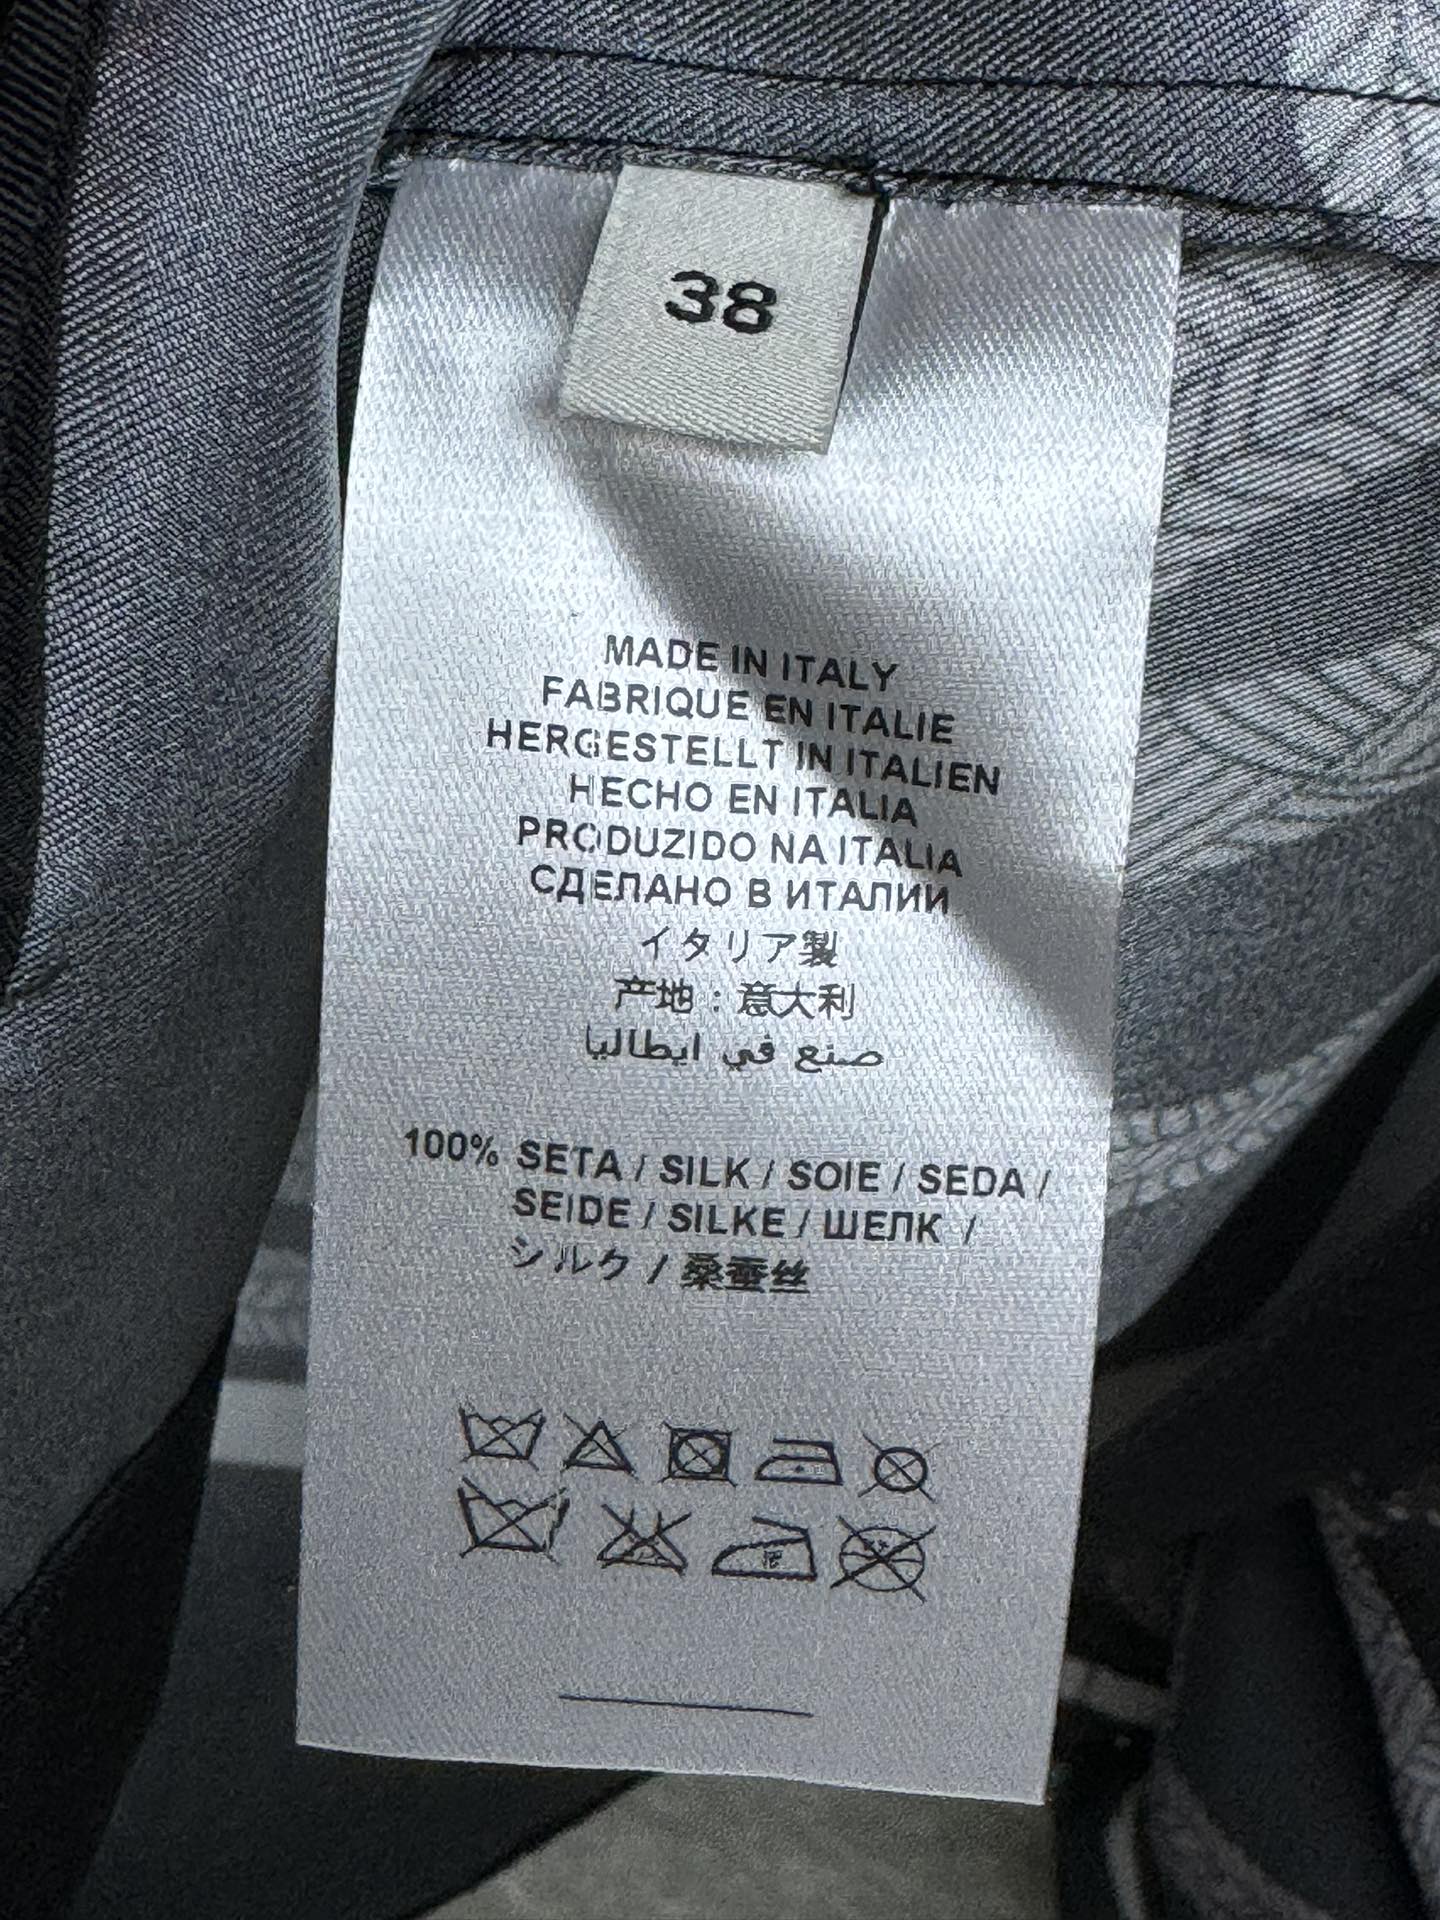 38
MADE IN ITALY
FABRIQUE EN ITALIE
HERGESTELLT IN ITALIEN
HECHO EN ITALIA
PRODUZIDO NA ITALIA
СДЕЛАНО В ИТАЛИИ
イタリア製
产地：意大利
صنع في ايطاليا
100% SETA / SILK / SOIE / SEDA /
SEIDE / SILKE / ШЕЛК /
シルク / 桑蚕丝